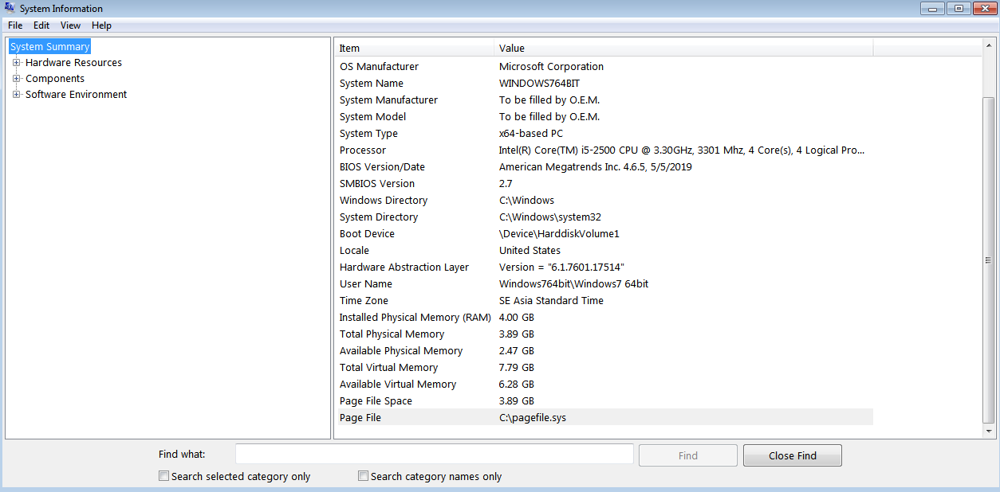 System Information
File Edit View Help
System Summary
Hardware Resources
Components
Software Environment
Item Value
OS Manufacturer Microsoft Corporation
System Name WINDOWS764BIT
System Manufacturer To be filled by O.E.M.
System Model To be filled by O.E.M.
System Type x64-based PC
Processor Intel(R) Core(TM) i5-2500 CPU @ 3.30GHz, 3301 Mhz, 4 Core(s), 4 Logical Pro...
BIOS Version/Date American Megatrends Inc. 4.6.5, 5/5/2019
SMBIOS Version 2.7
Windows Directory C:\Windows
System Directory C:\Windows\system32
Boot Device \Device\HarddiskVolume1
Locale United States
Hardware Abstraction Layer Version = "6.1.7601.17514"
User Name Windows764bit\Windows7 64bit
Time Zone SE Asia Standard Time
Installed Physical Memory (RAM) 4.00 GB
Total Physical Memory 3.89 GB
Available Physical Memory 2.47 GB
Total Virtual Memory 7.79 GB
Available Virtual Memory 6.28 GB
Page File Space 3.89 GB
Page File C:\pagefile.sys
Find what: Find Close Find
Search selected category only Search category names only